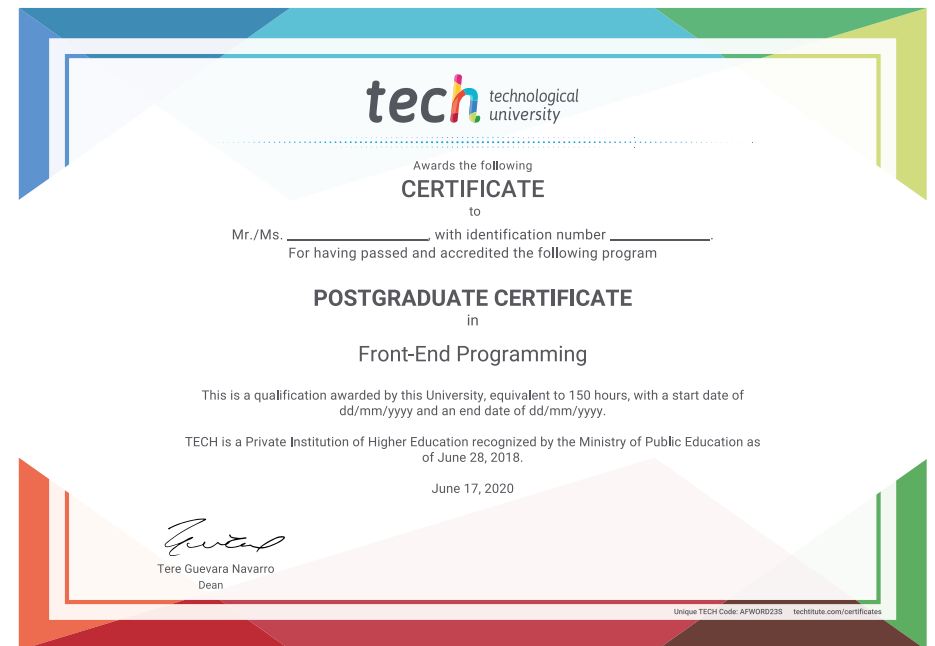 tech technological
university
Awards the following
CERTIFICATE
to
Mr./Ms. ____________, with identification number ____________.
For having passed and accredited the following program
POSTGRADUATE CERTIFICATE
in
Front-End Programming
This is a qualification awarded by this University, equivalent to 150 hours, with a start date of
dd/mm/yyyy and an end date of dd/mm/yyyy.
TECH is a Private Institution of Higher Education recognized by the Ministry of Public Education as
of June 28, 2018.
June 17, 2020
Tere Guevara Navarro
Dean
Unique TECH Code: AFWORD23S techtitute.com/certificates